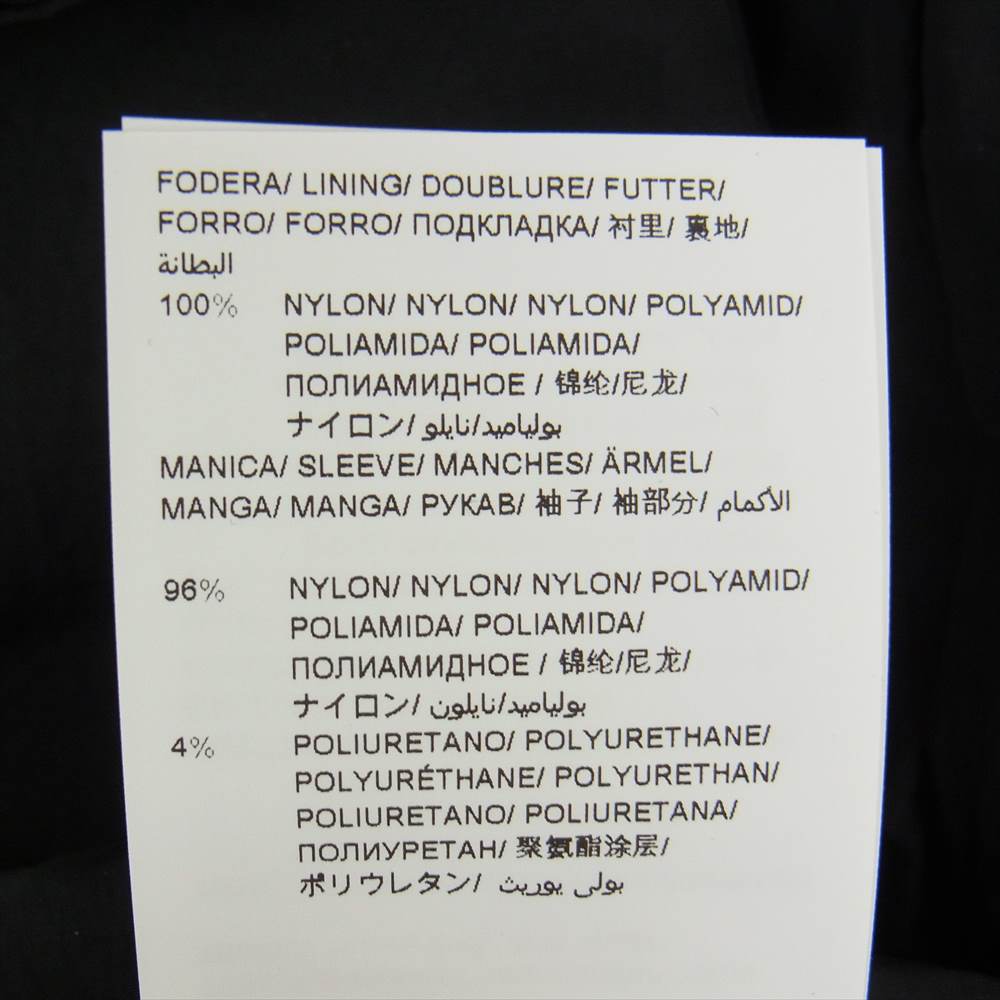 FODERA/ LINING/ DOUBLURE/ FUTTER/
FORRO/ FORRO/ ПОДКЛАДКА/ 衬里/ 裏地/
البطانة
100% NYLON/ NYLON/ NYLON/ POLYAMID/
POLIAMIDA/ POLIAMIDA/
ПОЛИАМИДНОЕ / 锦纶/尼龙/
ナイロン/ بولياميد/نايلو
MANICA/ SLEEVE/ MANCHES/ ÄRMEL/
MANGA/ MANGA/ РУКАВ/ 袖子/ 袖部分/ الأكمام
96% NYLON/ NYLON/ NYLON/ POLYAMID/
POLIAMIDA/ POLIAMIDA/
ПОЛИАМИДНОЕ / 锦纶/尼龙/
ナイロン/ بولياميد/نايلون
4% POLIURETANO/ POLYURETHANE/
POLYURÉTHANE/ POLYURETHAN/
POLIURETANO/ POLIURETANA/
ПОЛИУРЕТАН/ 聚氨酯涂层/
ポリウレタン/ بولى يوريث